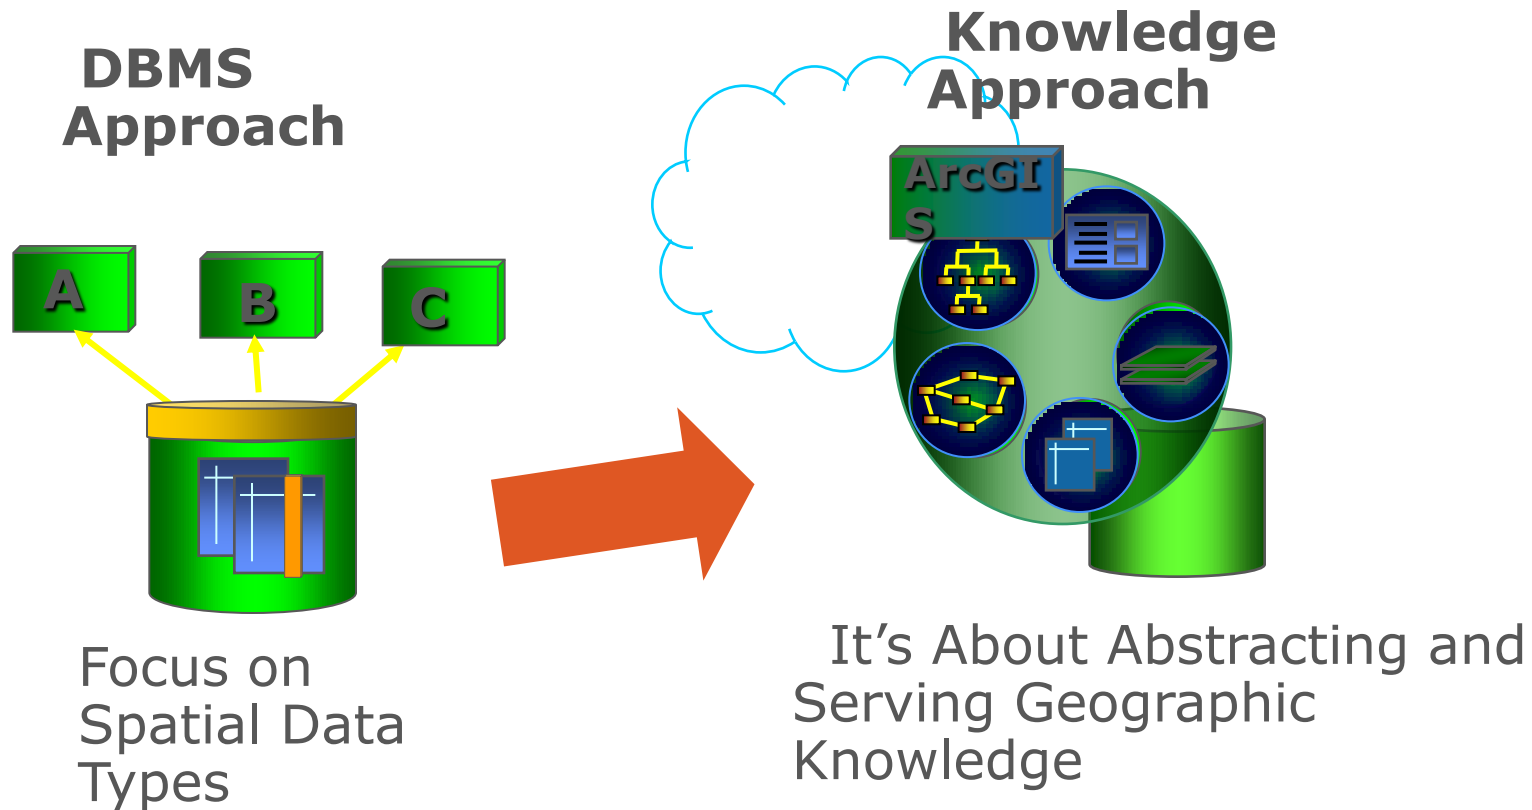 DBMS
Approach
A
B
C
Focus on
Spatial Data
Types
Knowledge
Approach
ArcGI
S
It’s About Abstracting and
Serving Geographic
Knowledge